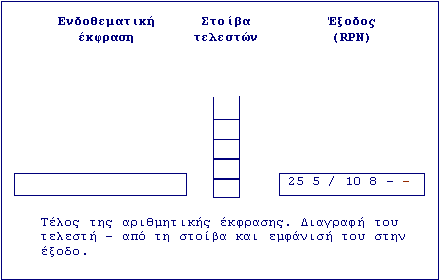 Ενδοθεματική Στοίβα Έξοδος
έκφραση τελεστών (RPN)
25 5 / 10 8 - -
Τέλος της αριθμητικής έκφρασης. Διαγραφή του
τελεστή - από τη στοίβα και εμφάνισή του στην
έξοδο.